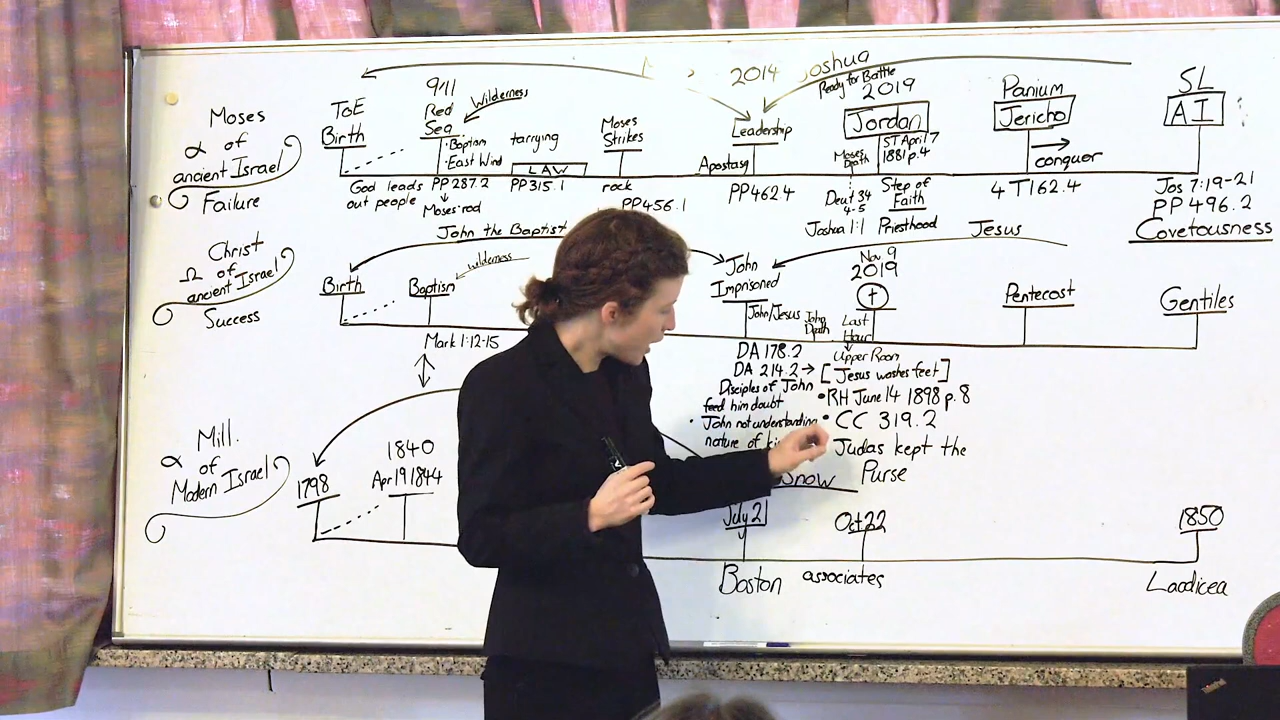 Joshua
2014
Ready for Battle
2019
Panium
SL
9/11
Wilderness
ToE
Birth
Red
Sea
Moses
Strikes
Leadership
Jordan
Jericho
AI
Moses
α of
ancient Israel
Failure
·Baptism
·East Wind
tarrying
LAW
Apostasy
Moses
Death
ST April 7
1881 p.4
conquer
God leads
out people
PP 287.2
Moses' rod
PP 315.1
rock
PP 456.1
PP 462.4
Deut 34
4-5
Joshua 1:1
Step of
Faith
Priesthood
4 T 162.4
Jos 7:19-21
PP 496.2
Covetousness
John the Baptist
Jesus
Christ
Ω of
ancient Israel
Success
Birth
Baptism
wilderness
John
Imprisoned
Nov 9
2019
Pentecost
Gentiles
John/Jesus
John
Death
Last
Hour
Mark 1:12-15
DA 178.2
DA 214.2 →
Disciples of John
feed him doubt
· John not understanding
nature of
Upper Room
[Jesus washes feet]
• RH June 14 1898 p. 8
• CC 319.2
Judas kept the
Purse
Mill.
α of
Modern Israel
1798
1840
Apr 19 1844
Snow
July 21
Oct 22
1850
Boston
associates
Laodicea